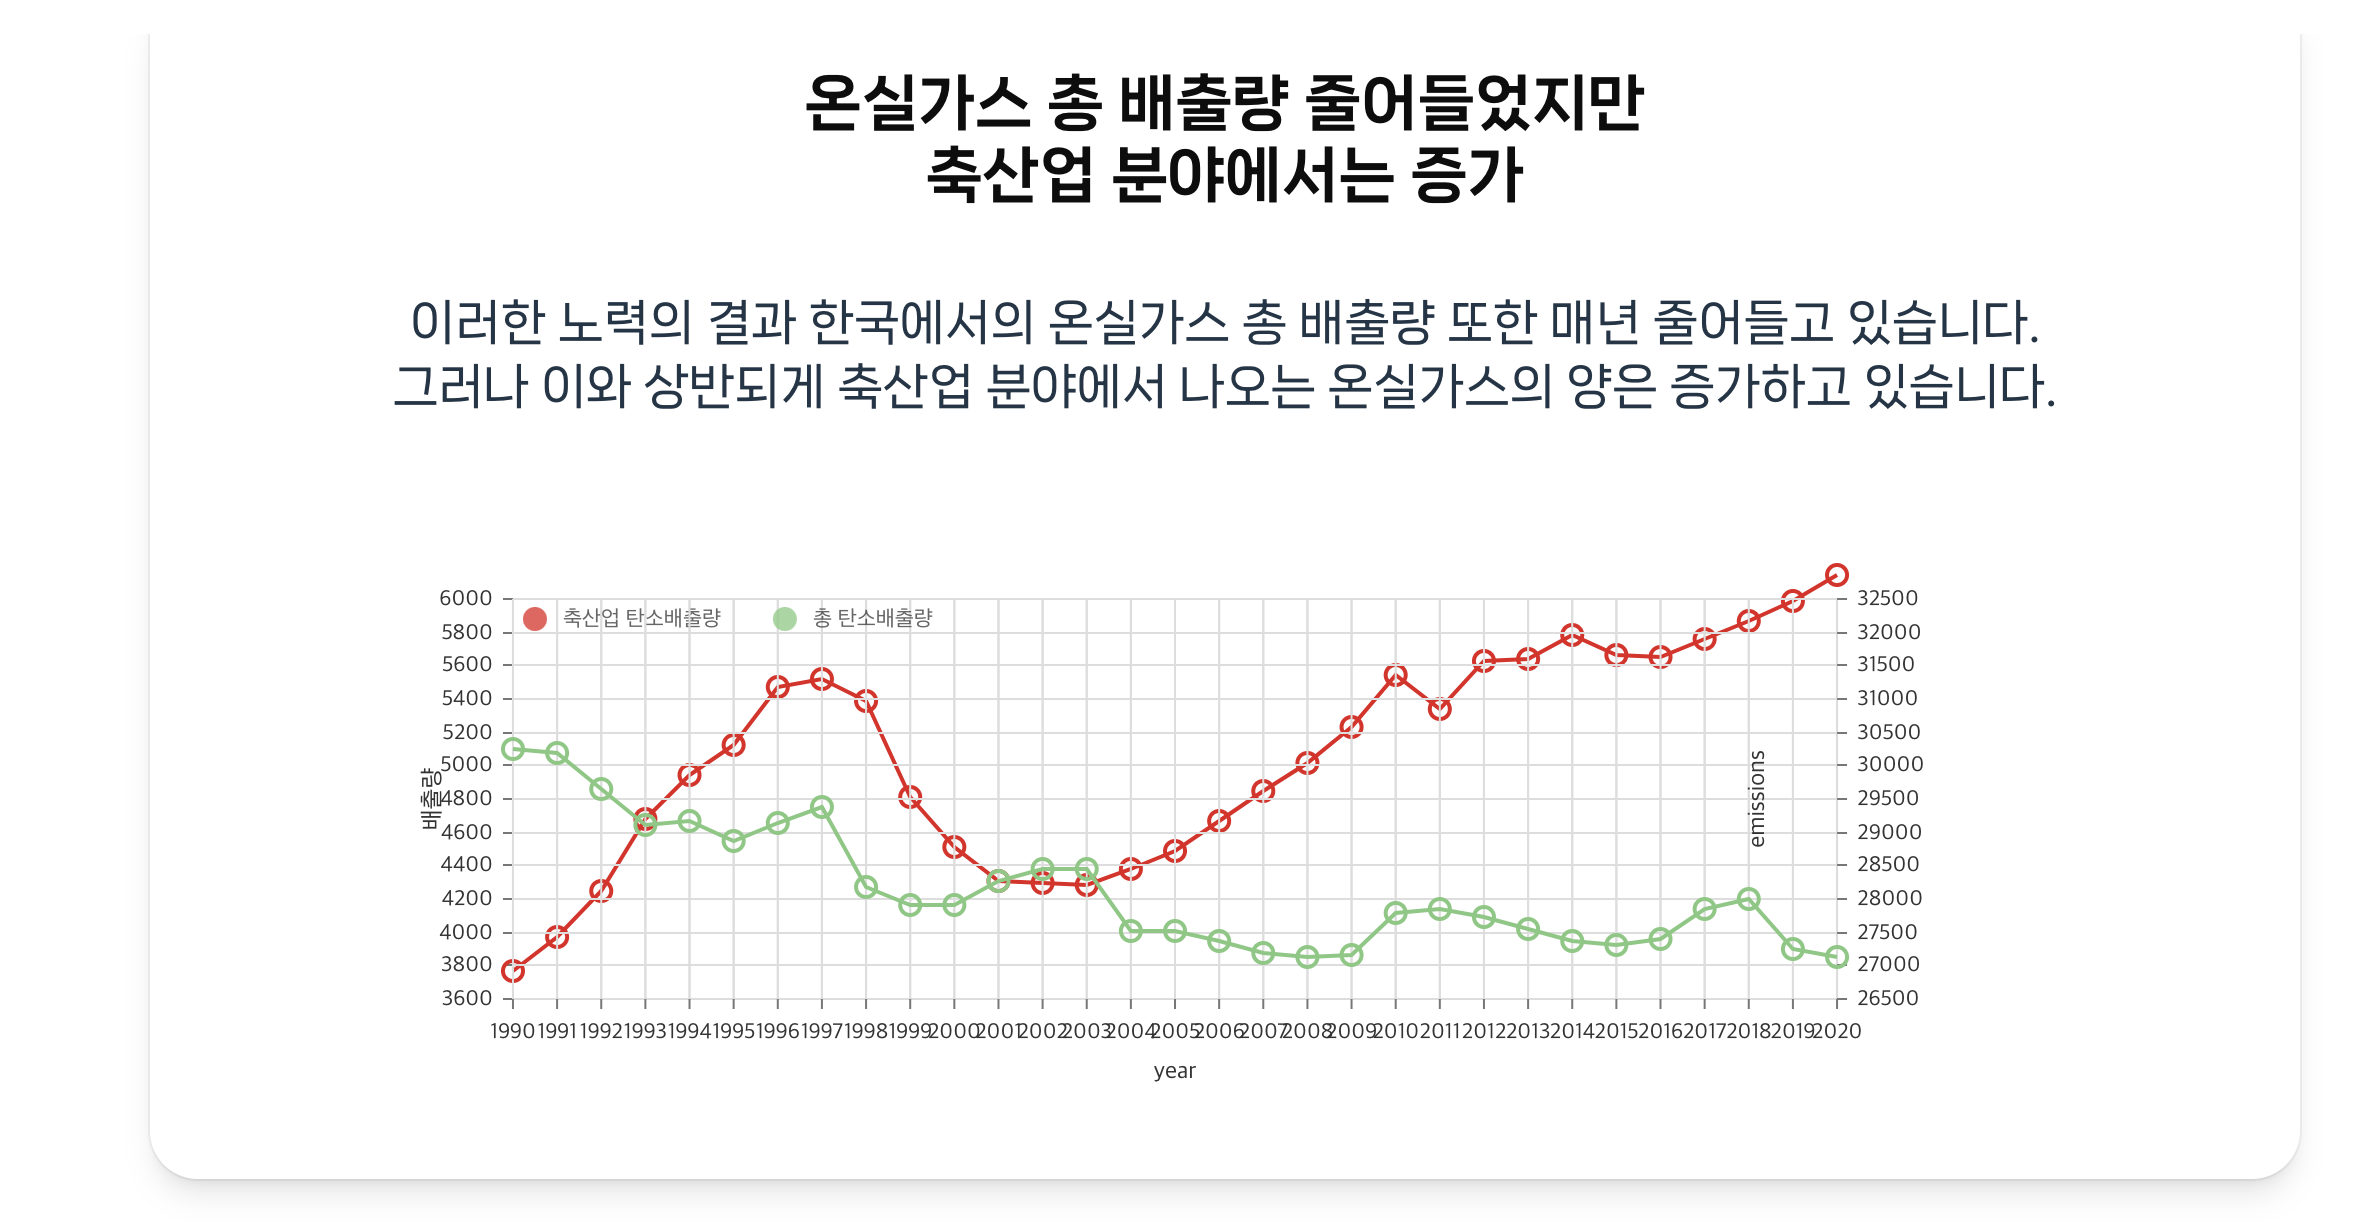 온실가스 총 배출량 줄어들었지만
축산업 분야에서는 증가
이러한 노력의 결과 한국에서의 온실가스 총 배출량 또한 매년 줄어들고 있습니다.
그러나 이와 상반되게 축산업 분야에서 나오는 온실가스의 양은 증가하고 있습니다.
축산업 탄소배출량
총 탄소배출량
배출량
6000
5800
5600
5400
5200
5000
4800
4600
4400
4200
4000
3800
3600
emissions
32500
32000
31500
31000
30500
30000
29500
29000
28500
28000
27500
27000
26500
1990 1991 1992 1993 1994 1995 1996 1997 1998 1999 2000 2001 2002 2003 2004 2005 2006 2007 2008 2009 2010 2011 2012 2013 2014 2015 2016 2017 2018 2019 2020
year